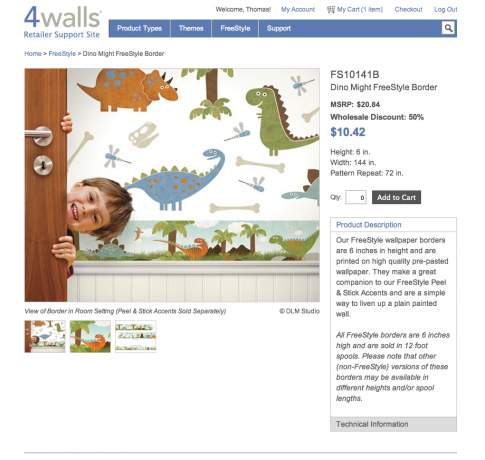 4walls®
Retailer Support Site
Welcome, Thomas! My Account My Cart (1 item) Checkout Log Out
Product Types Themes FreeStyle Support
Home > FreeStyle > Dino Might FreeStyle Border
FS10141B
Dino Might FreeStyle Border
MSRP: $20.84
Wholesale Discount: 50%
$10.42
Height: 6 in.
Width: 144 in.
Pattern Repeat: 72 in.
Qty: 0 Add to Cart
Product Description
Our FreeStyle wallpaper borders
are 6 inches in height and are
printed on high quality pre-pasted
wallpaper. They make a great
companion to our FreeStyle Peel
& Stick Accents and are a simple
way to liven up a plain painted
wall.
All FreeStyle borders are 6 inches
high and are sold in 12 foot
spools. Please note that other
(non-FreeStyle) versions of these
borders may be available in
different heights and/or spool
lengths.
Technical Information
View of Border in Room Setting (Peel & Stick Accents Sold Separately) © DLM Studio